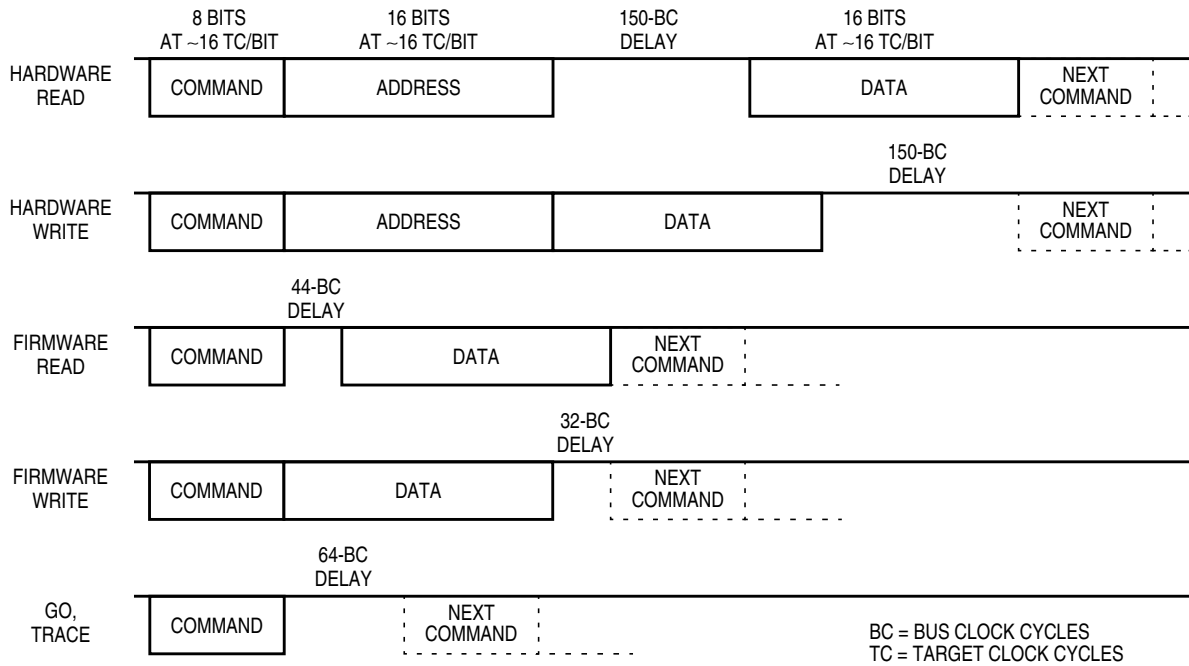 8 BITS
AT ~16 TC/BIT
16 BITS
AT ~16 TC/BIT
150-BC
DELAY
16 BITS
AT ~16 TC/BIT
HARDWARE
READ
COMMAND
ADDRESS
DATA
NEXT
COMMAND
150-BC
DELAY
HARDWARE
WRITE
COMMAND
ADDRESS
DATA
NEXT
COMMAND
44-BC
DELAY
FIRMWARE
READ
COMMAND
DATA
NEXT
COMMAND
32-BC
DELAY
FIRMWARE
WRITE
COMMAND
DATA
NEXT
COMMAND
64-BC
DELAY
GO,
TRACE
COMMAND
NEXT
COMMAND
BC = BUS CLOCK CYCLES
TC = TARGET CLOCK CYCLES